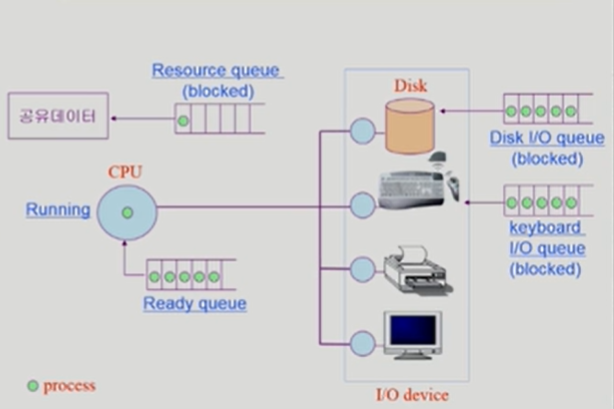 Resource queue
(blocked)
공유데이터
Disk
Disk I/O queue
(blocked)
CPU
Running
keyboard
I/O queue
(blocked)
Ready queue
process
I/O device